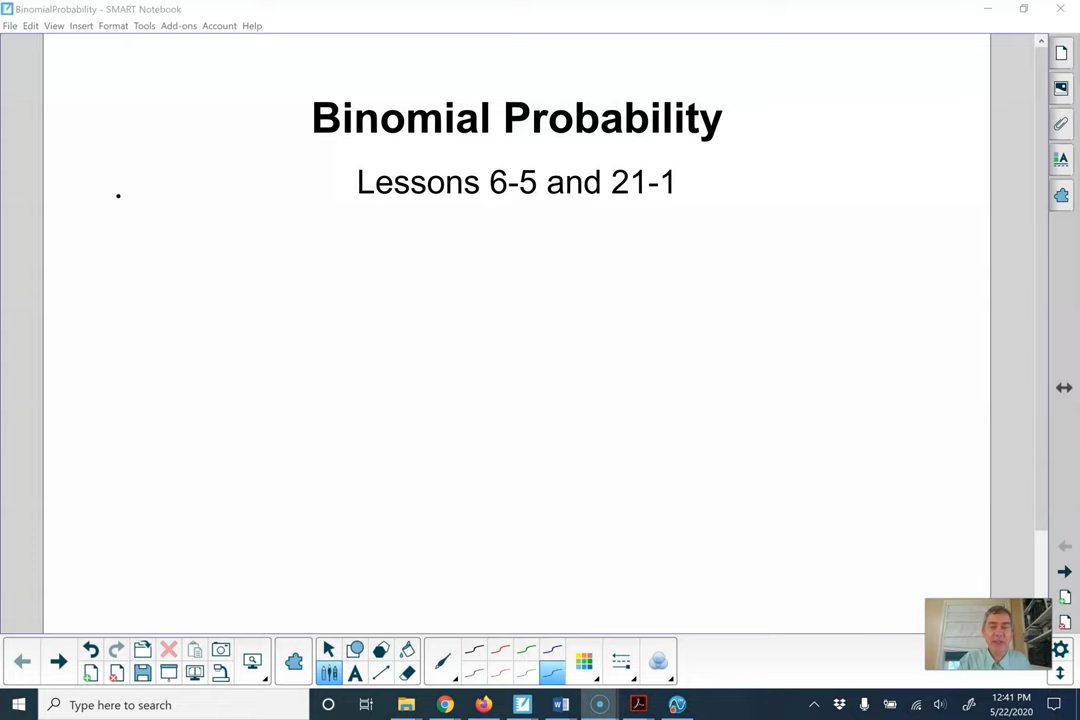 BinomialProbability - SMART Notebook
File Edit View Insert Format Tools Add-ons Account Help
Binomial Probability
Lessons 6-5 and 21-1
Type here to search
12:41 PM
5/22/2020